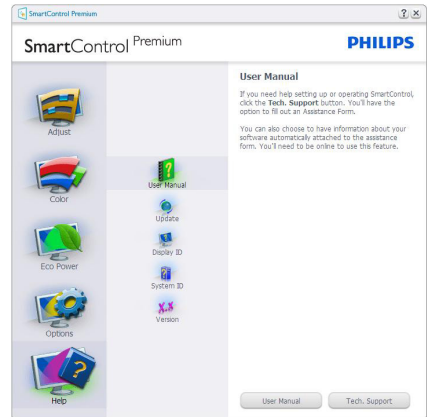 SmartControl Premium
? ×
SmartControl Premium
PHILIPS
Adjust
Color
Eco Power
Options
?
Help
?
User Manual
Update
Display ID
System ID
X.X
Version
User Manual
If you need help setting up or operating SmartControl,
click the Tech. Support button. You'll have the
option to fill out an Assistance Form.
You can also choose to have information about your
software automatically attached to the assistance
form. You'll need to be online to use this feature.
User Manual
Tech. Support